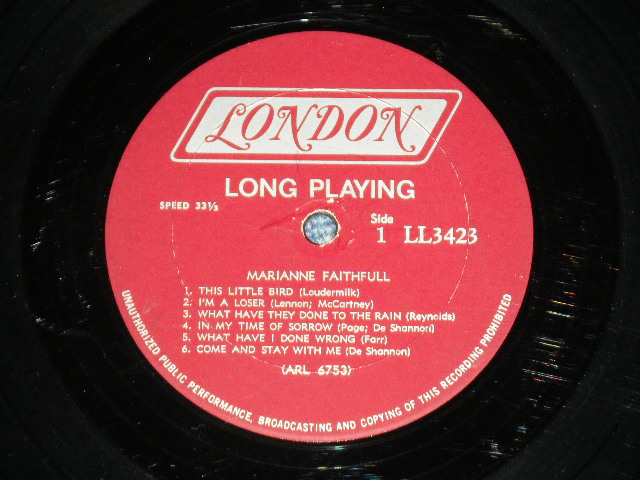 LONDON
LONG PLAYING
SPEED 33⅓
Side
1 LL3423
MARIANNE FAITHFULL
1. THIS LITTLE BIRD (Loudermilk)
2. I'M A LOSER (Lennon; McCartney)
3. WHAT HAVE THEY DONE TO THE RAIN (Reynolds)
4. IN MY TIME OF SORROW (Page; De Shannon)
5. WHAT HAVE I DONE WRONG (Farr)
6. COME AND STAY WITH ME (De Shannon)
(ARL 6753)
UNAUTHORIZED PUBLIC PERFORMANCE, BROADCASTING AND COPYING OF THIS RECORDING PROHIBITED